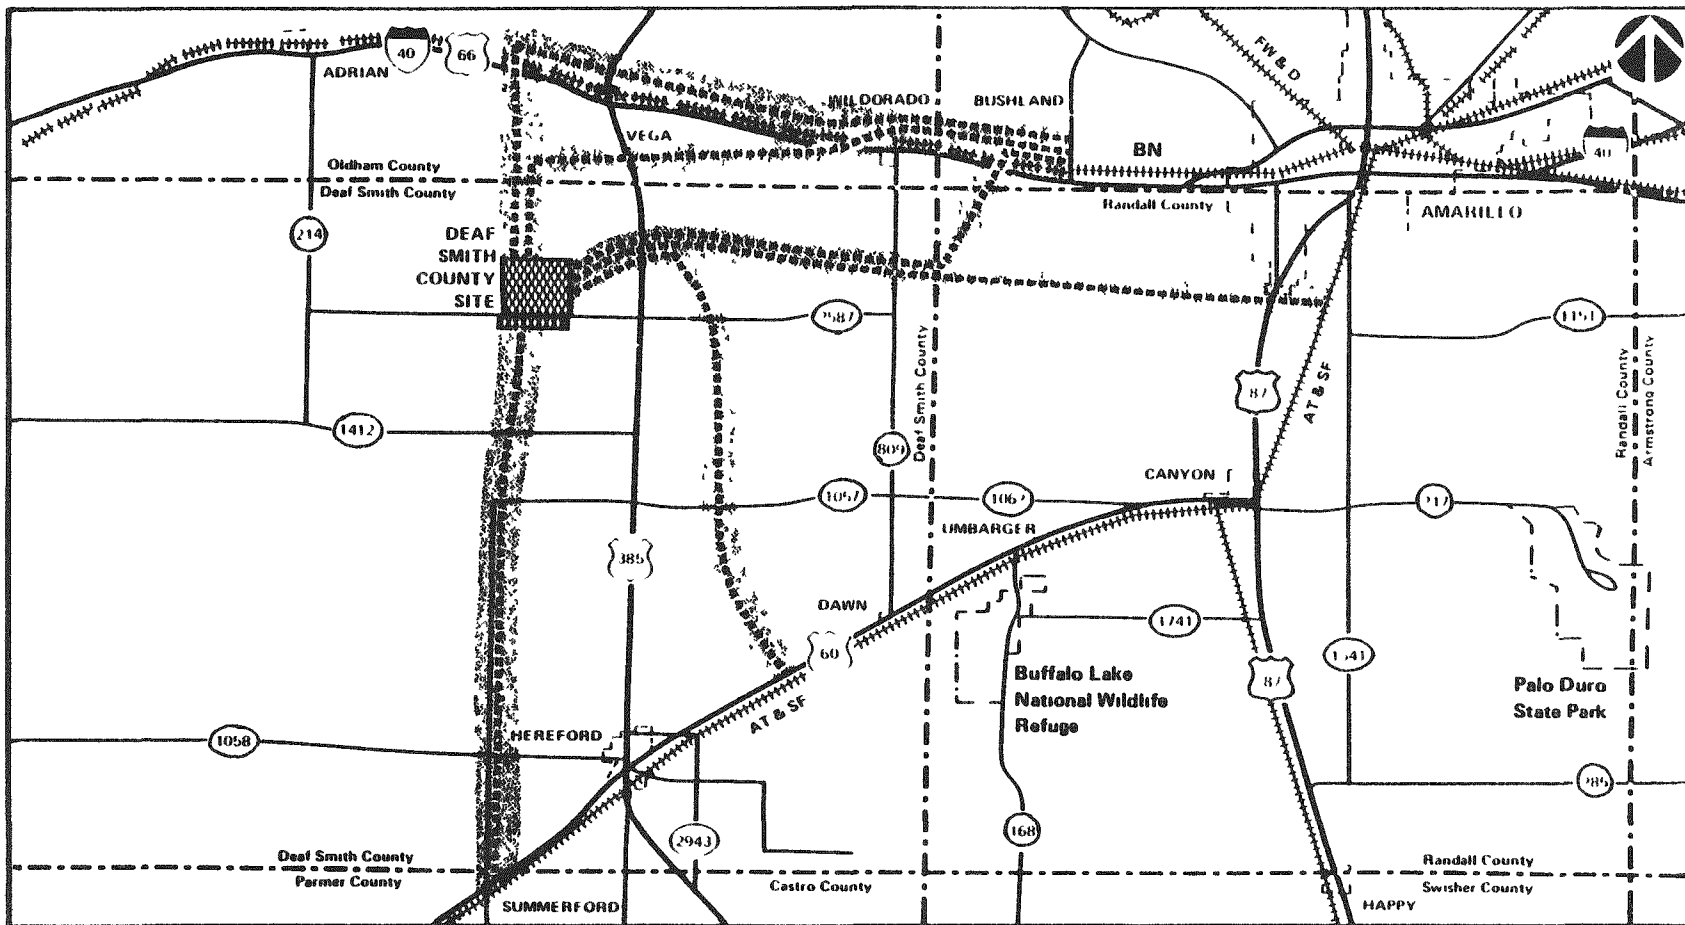 40
66
ADRIAN
FW & D
WILDORADO
BUSHLAND
VEGA
BN
40
Oldham County
Deaf Smith County
Randall County
AMARILLO
214
DEAF
SMITH
COUNTY
SITE
2587
1151
Deaf Smith County
Randall County
Armstrong County
87
AT & SF
1412
809
CANYON
1057
1062
217
UMBARGER
385
DAWN
60
1741
1541
87
Buffalo Lake
National Wildlife
Refuge
Palo Duro
State Park
AT & SF
1058
HEREFORD
285
2943
168
Deaf Smith County
Parmer County
Castro County
Randall County
Swisher County
SUMMERFORD
HAPPY